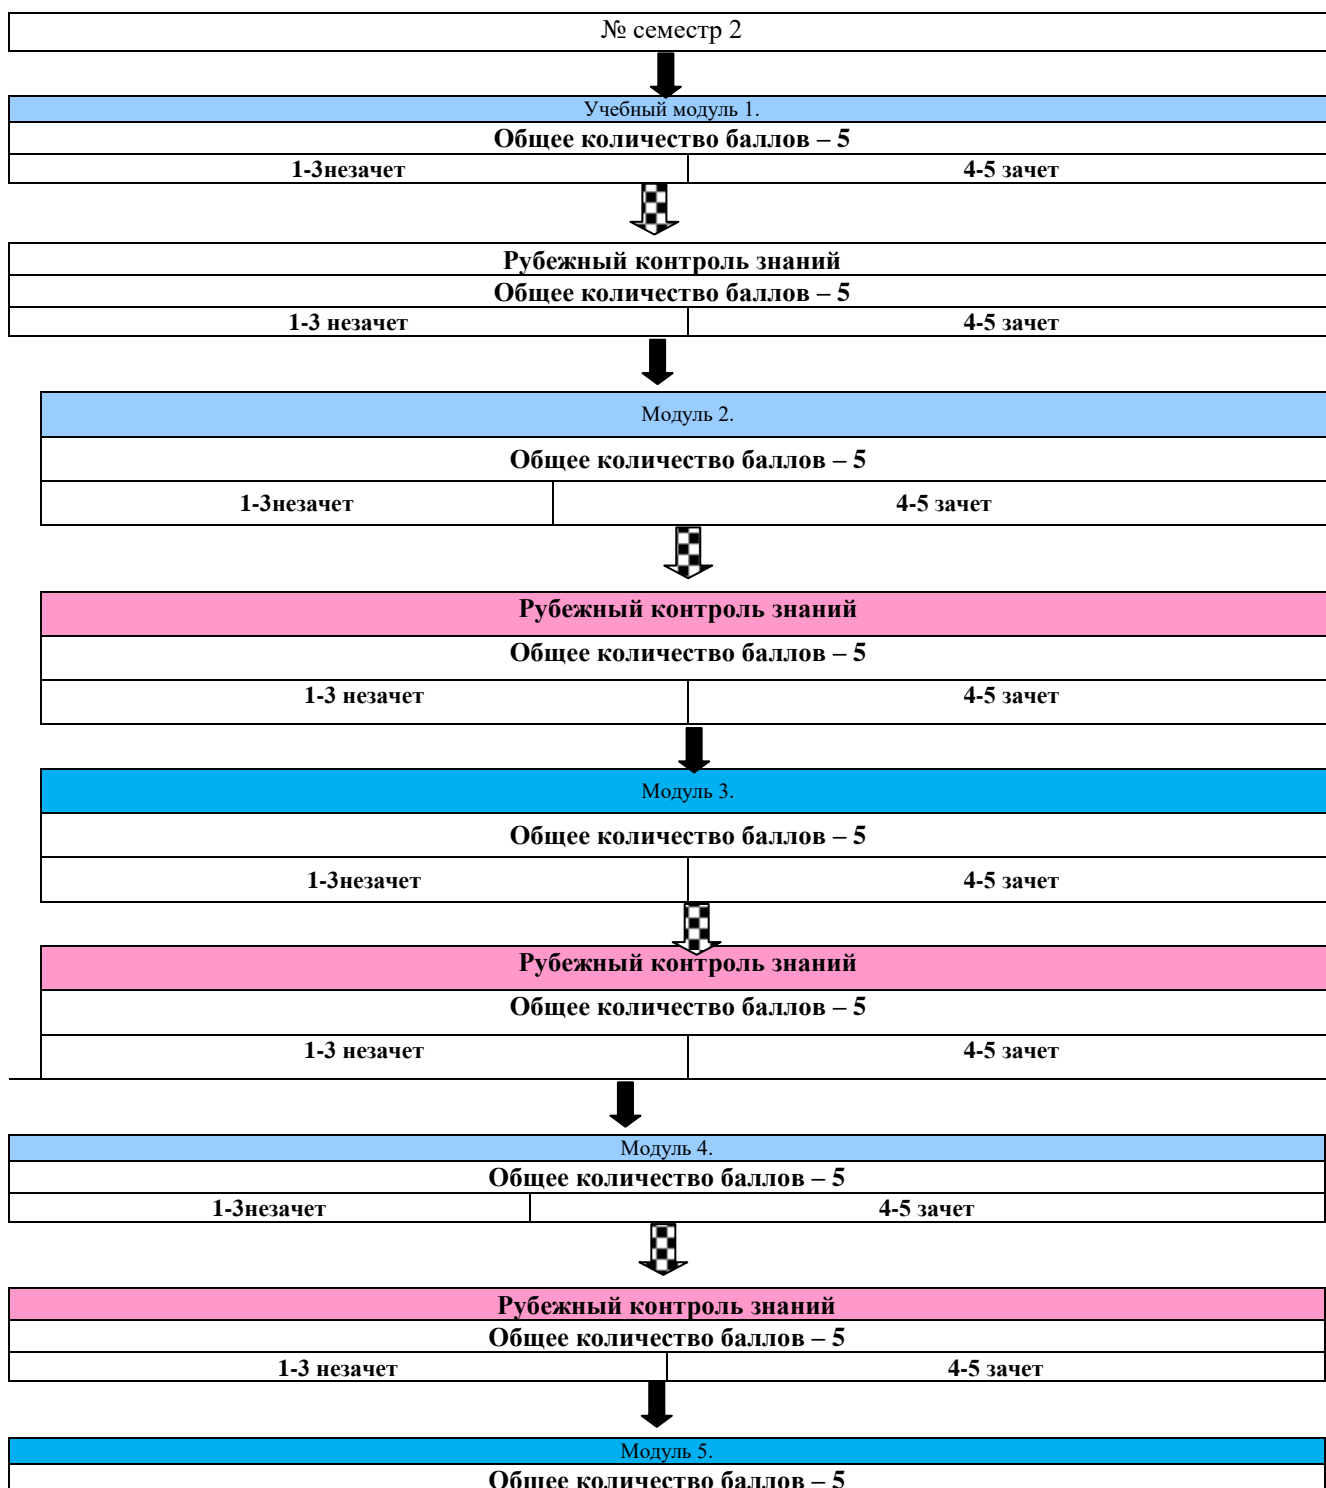 № семестр 2
Учебный модуль 1.
Общее количество баллов – 5
1-3незачет 4-5 зачет
Рубежный контроль знаний
Общее количество баллов – 5
1-3 незачет 4-5 зачет
Модуль 2.
Общее количество баллов – 5
1-3незачет 4-5 зачет
Рубежный контроль знаний
Общее количество баллов – 5
1-3 незачет 4-5 зачет
Модуль 3.
Общее количество баллов – 5
1-3незачет 4-5 зачет
Рубежный контроль знаний
Общее количество баллов – 5
1-3 незачет 4-5 зачет
Модуль 4.
Общее количество баллов – 5
1-3незачет 4-5 зачет
Рубежный контроль знаний
Общее количество баллов – 5
1-3 незачет 4-5 зачет
Модуль 5.
Общее количество баллов – 5